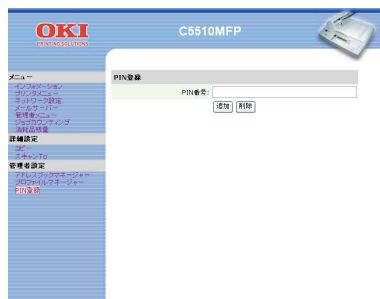 OKI
PRINTING SOLUTIONS
C5510MFP
メニュー
インフォメーション
プリンタメニュー
ネットワーク設定
メールサーバー
管理者メニュー
ジョブアカウンティング
消耗品残量
詳細設定
コピー
スキャンTo
管理者設定
アドレスブックマネージャー
プロファイルマネージャー
PIN登録
PIN登録
PIN番号:
追加 削除